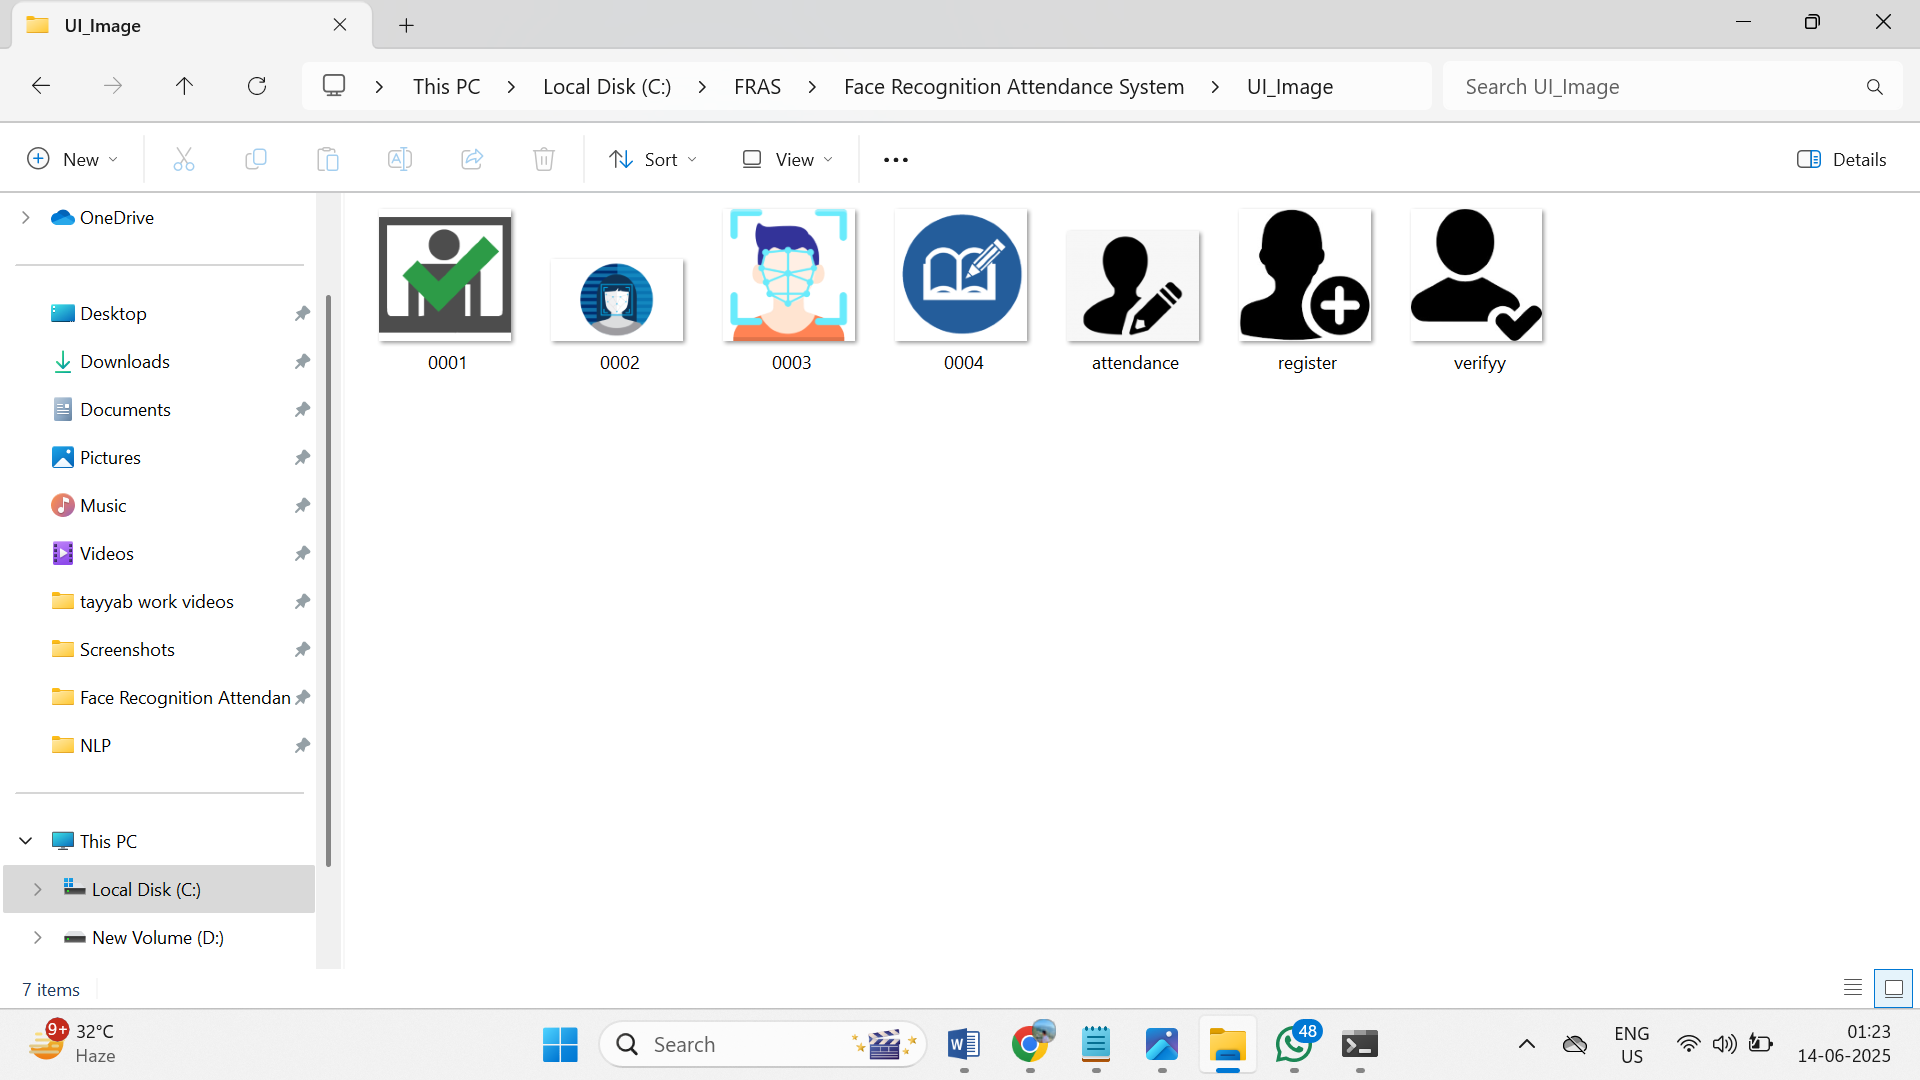 UI_Image
This PC
Local Disk (C:)
FRAS
Face Recognition Attendance System
UI_Image
Search UI_Image
New
Sort
View
Details
OneDrive
Desktop
Downloads
Documents
Pictures
Music
Videos
tayyab work videos
Screenshots
Face Recognition Attendan
NLP
This PC
Local Disk (C:)
New Volume (D:)
0001
0002
0003
0004
attendance
register
verifyy
7 items
9+
32°C
Haze
Search
W
48
ENG
US
01:23
14-06-2025